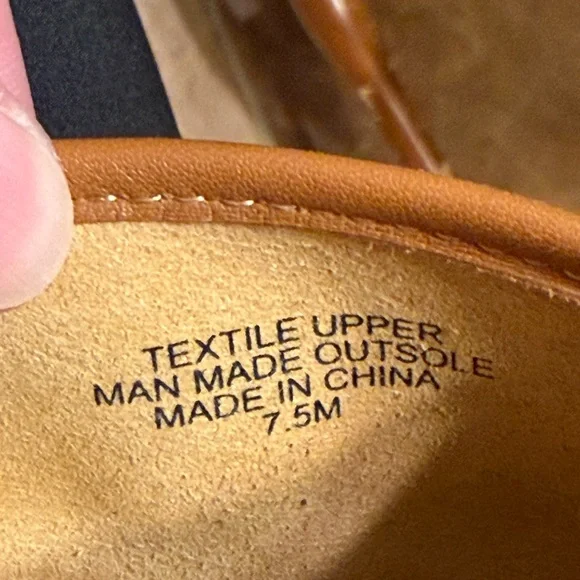 TEXTILE UPPER
MAN MADE OUTSOLE
MADE IN CHINA
7.5M